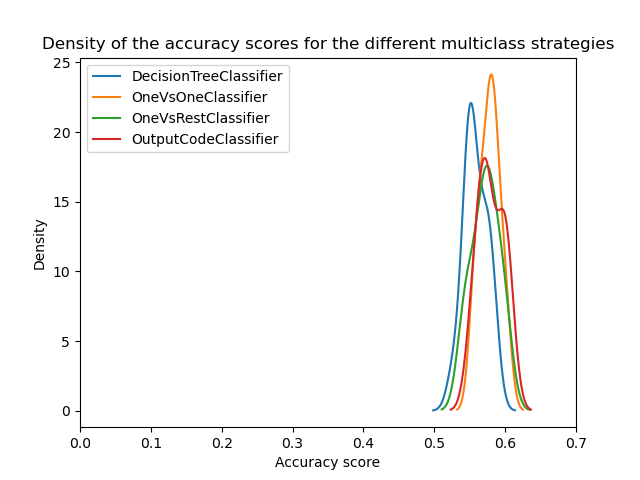 Density of the accuracy scores for the different multiclass strategies
25
DecisionTreeClassifier
OneVsOneClassifier
OneVsRestClassifier
OutputCodeClassifier
20
15
Density
10
5
0
0.0 0.1 0.2 0.3 0.4 0.5 0.6 0.7
Accuracy score